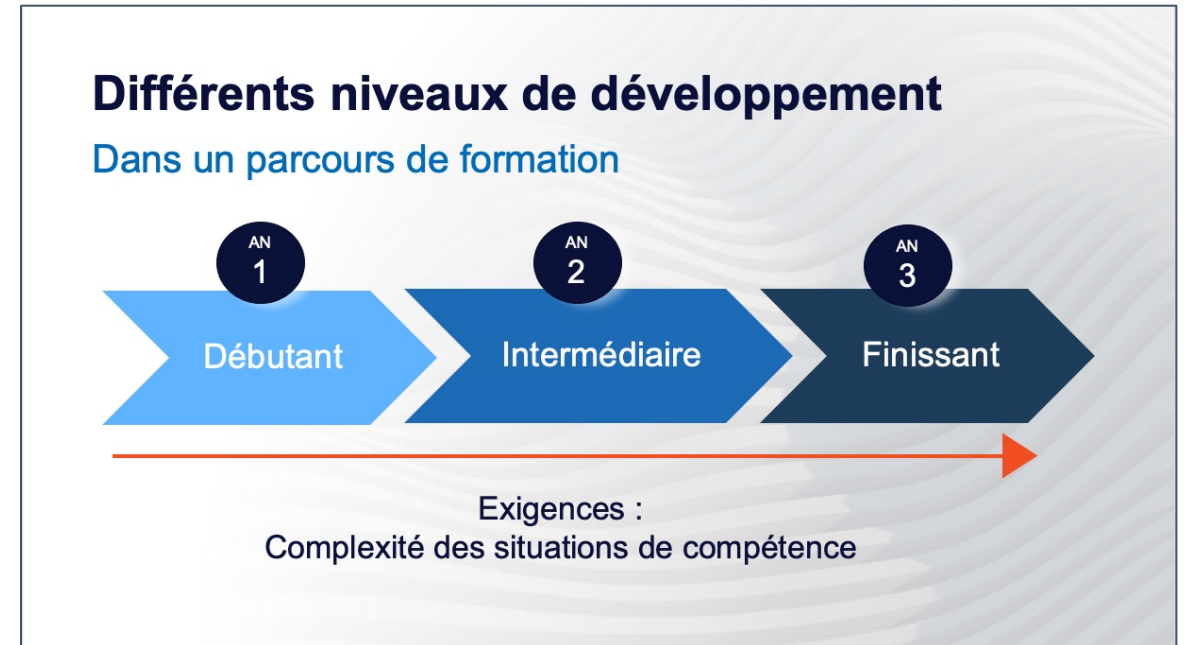 Différents niveaux de développement
Dans un parcours de formation
AN
1
AN
2
AN
3
Débutant
Intermédiaire
Finissant
Exigences :
Complexité des situations de compétence